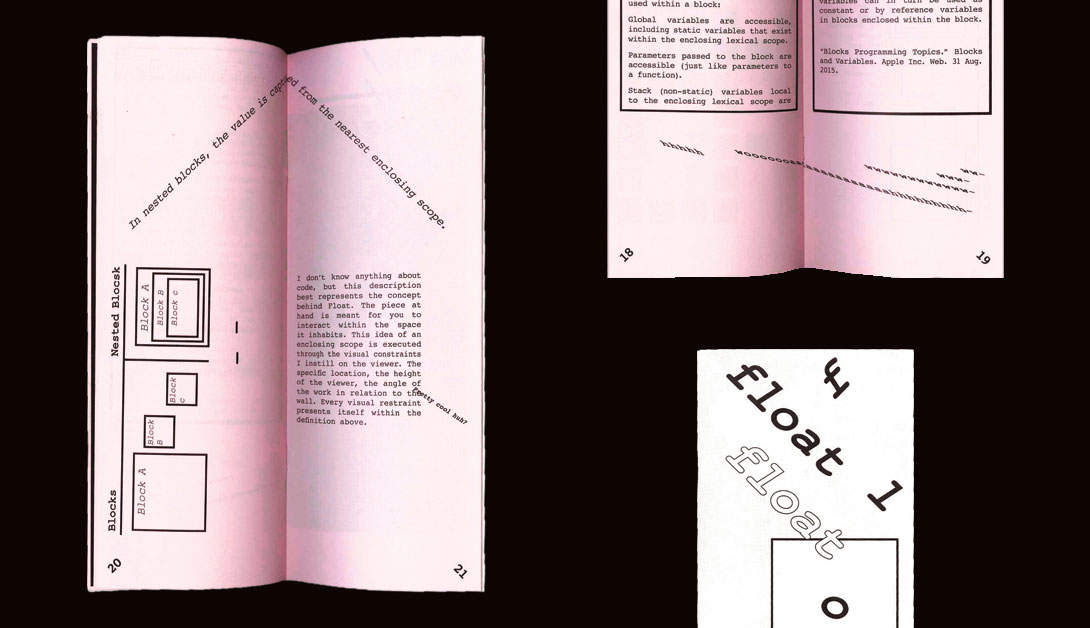 In nested blocks, the value is captured from the nearest enclosing scope.
Nested Blocsk
Block A
Block B
Block C
Blocks
Block A
Block
B
Block
C
20
I don't know anything about
code, but this description
best represents the concept
behind Float. The piece at
hand is meant for you to
interact within the space
it inhabits. This idea of an
enclosing scope is executed
through the visual constraints
I instill on the viewer. The
specific location, the height
of the viewer, the angle of
the work in relation to the
wall. Every visual restraint
presents itself within the
definition above.
Pretty cool huh?
21
used within a block:
Global variables are accessible,
including static variables that exist
within the enclosing lexical scope.
Parameters passed to the block are
accessible (just like parameters to
a function).
Stack (non-static) variables local
to the enclosing lexical scope are
variables can in turn be used as
constant or by reference variables
in blocks enclosed within the block.
"Blocks Programming Topics." Blocks
and Variables. Apple Inc. Web. 31 Aug.
2015.
hhhhh
18
19
f
float
l
float
o